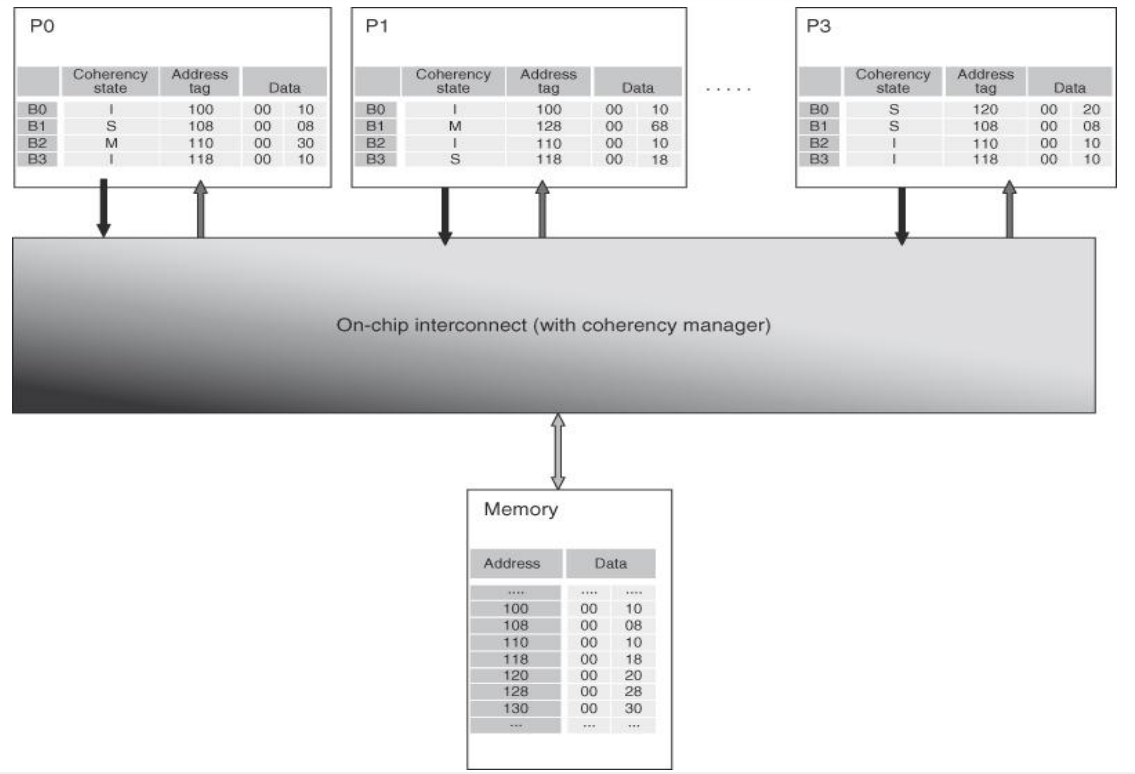 P0
Coherency state Address tag Data
B0 I 100 00 10
B1 S 108 00 08
B2 M 110 00 30
B3 I 118 00 10
P1
Coherency state Address tag Data
B0 I 100 00 10
B1 M 128 00 68
B2 I 110 00 10
B3 S 118 00 18
.....
P3
Coherency state Address tag Data
B0 S 120 00 20
B1 S 108 00 08
B2 I 110 00 10
B3 I 118 00 10
On-chip interconnect (with coherency manager)
Memory
Address Data
.... .... ....
100 00 10
108 00 08
110 00 10
118 00 18
120 00 20
128 00 28
130 00 30
... ... ...